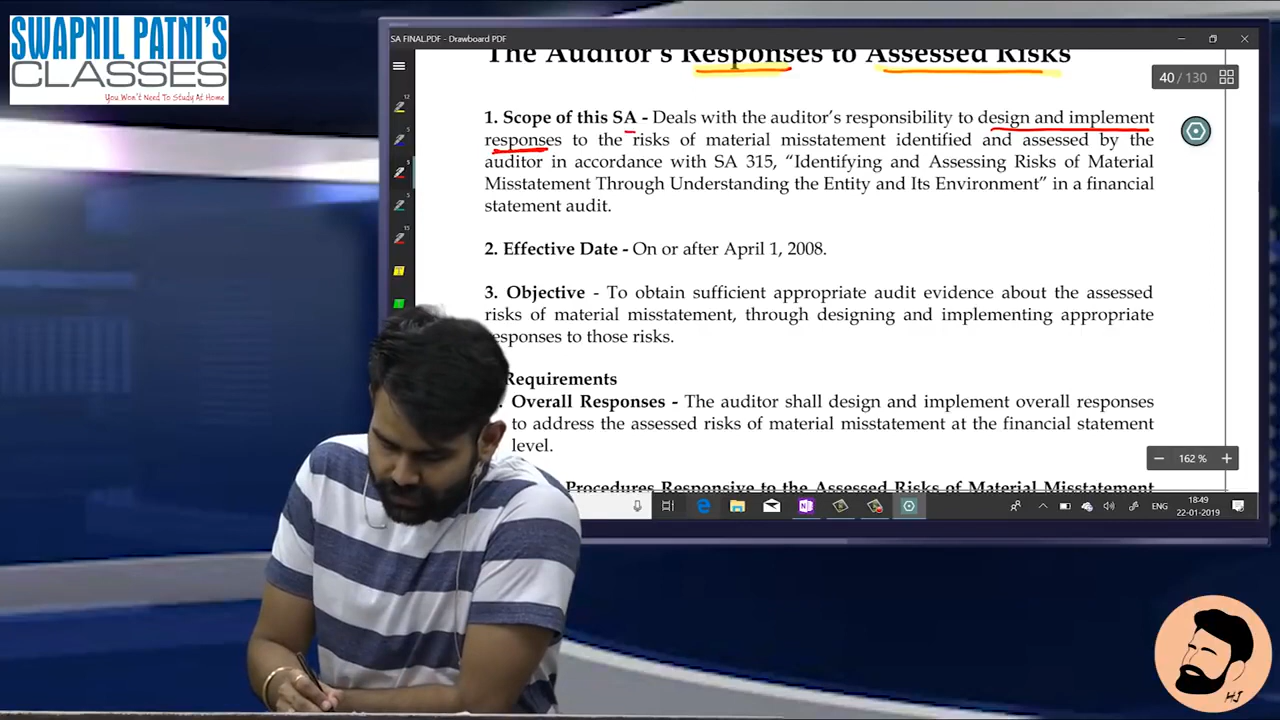 SWAPNIL PATNI'S
CLASSES
You Won't Need To Study At Home
SA FINAL.PDF - Drawboard PDF
The Auditor's Responses to Assessed Risks
40 / 130
1. Scope of this SA - Deals with the auditor's responsibility to design and implement
responses to the risks of material misstatement identified and assessed by the
auditor in accordance with SA 315, “Identifying and Assessing Risks of Material
Misstatement Through Understanding the Entity and Its Environment” in a financial
statement audit.
2. Effective Date - On or after April 1, 2008.
3. Objective - To obtain sufficient appropriate audit evidence about the assessed
risks of material misstatement, through designing and implementing appropriate
responses to those risks.
Requirements
Overall Responses - The auditor shall design and implement overall responses
to address the assessed risks of material misstatement at the financial statement
level.
162 %
Procedures Responsive to the Assessed Risks of Material Misstatement
ENG
18:49
22-01-2019
HJ